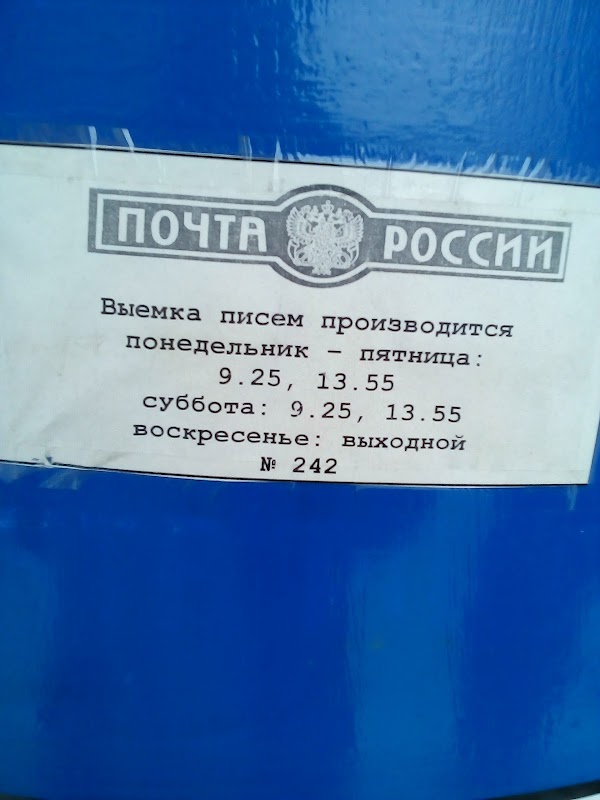 ПОЧТА РОССИИ
Выемка писем производится
понедельник – пятница:
9.25, 13.55
суббота: 9.25, 13.55
воскресенье: выходной
№ 242